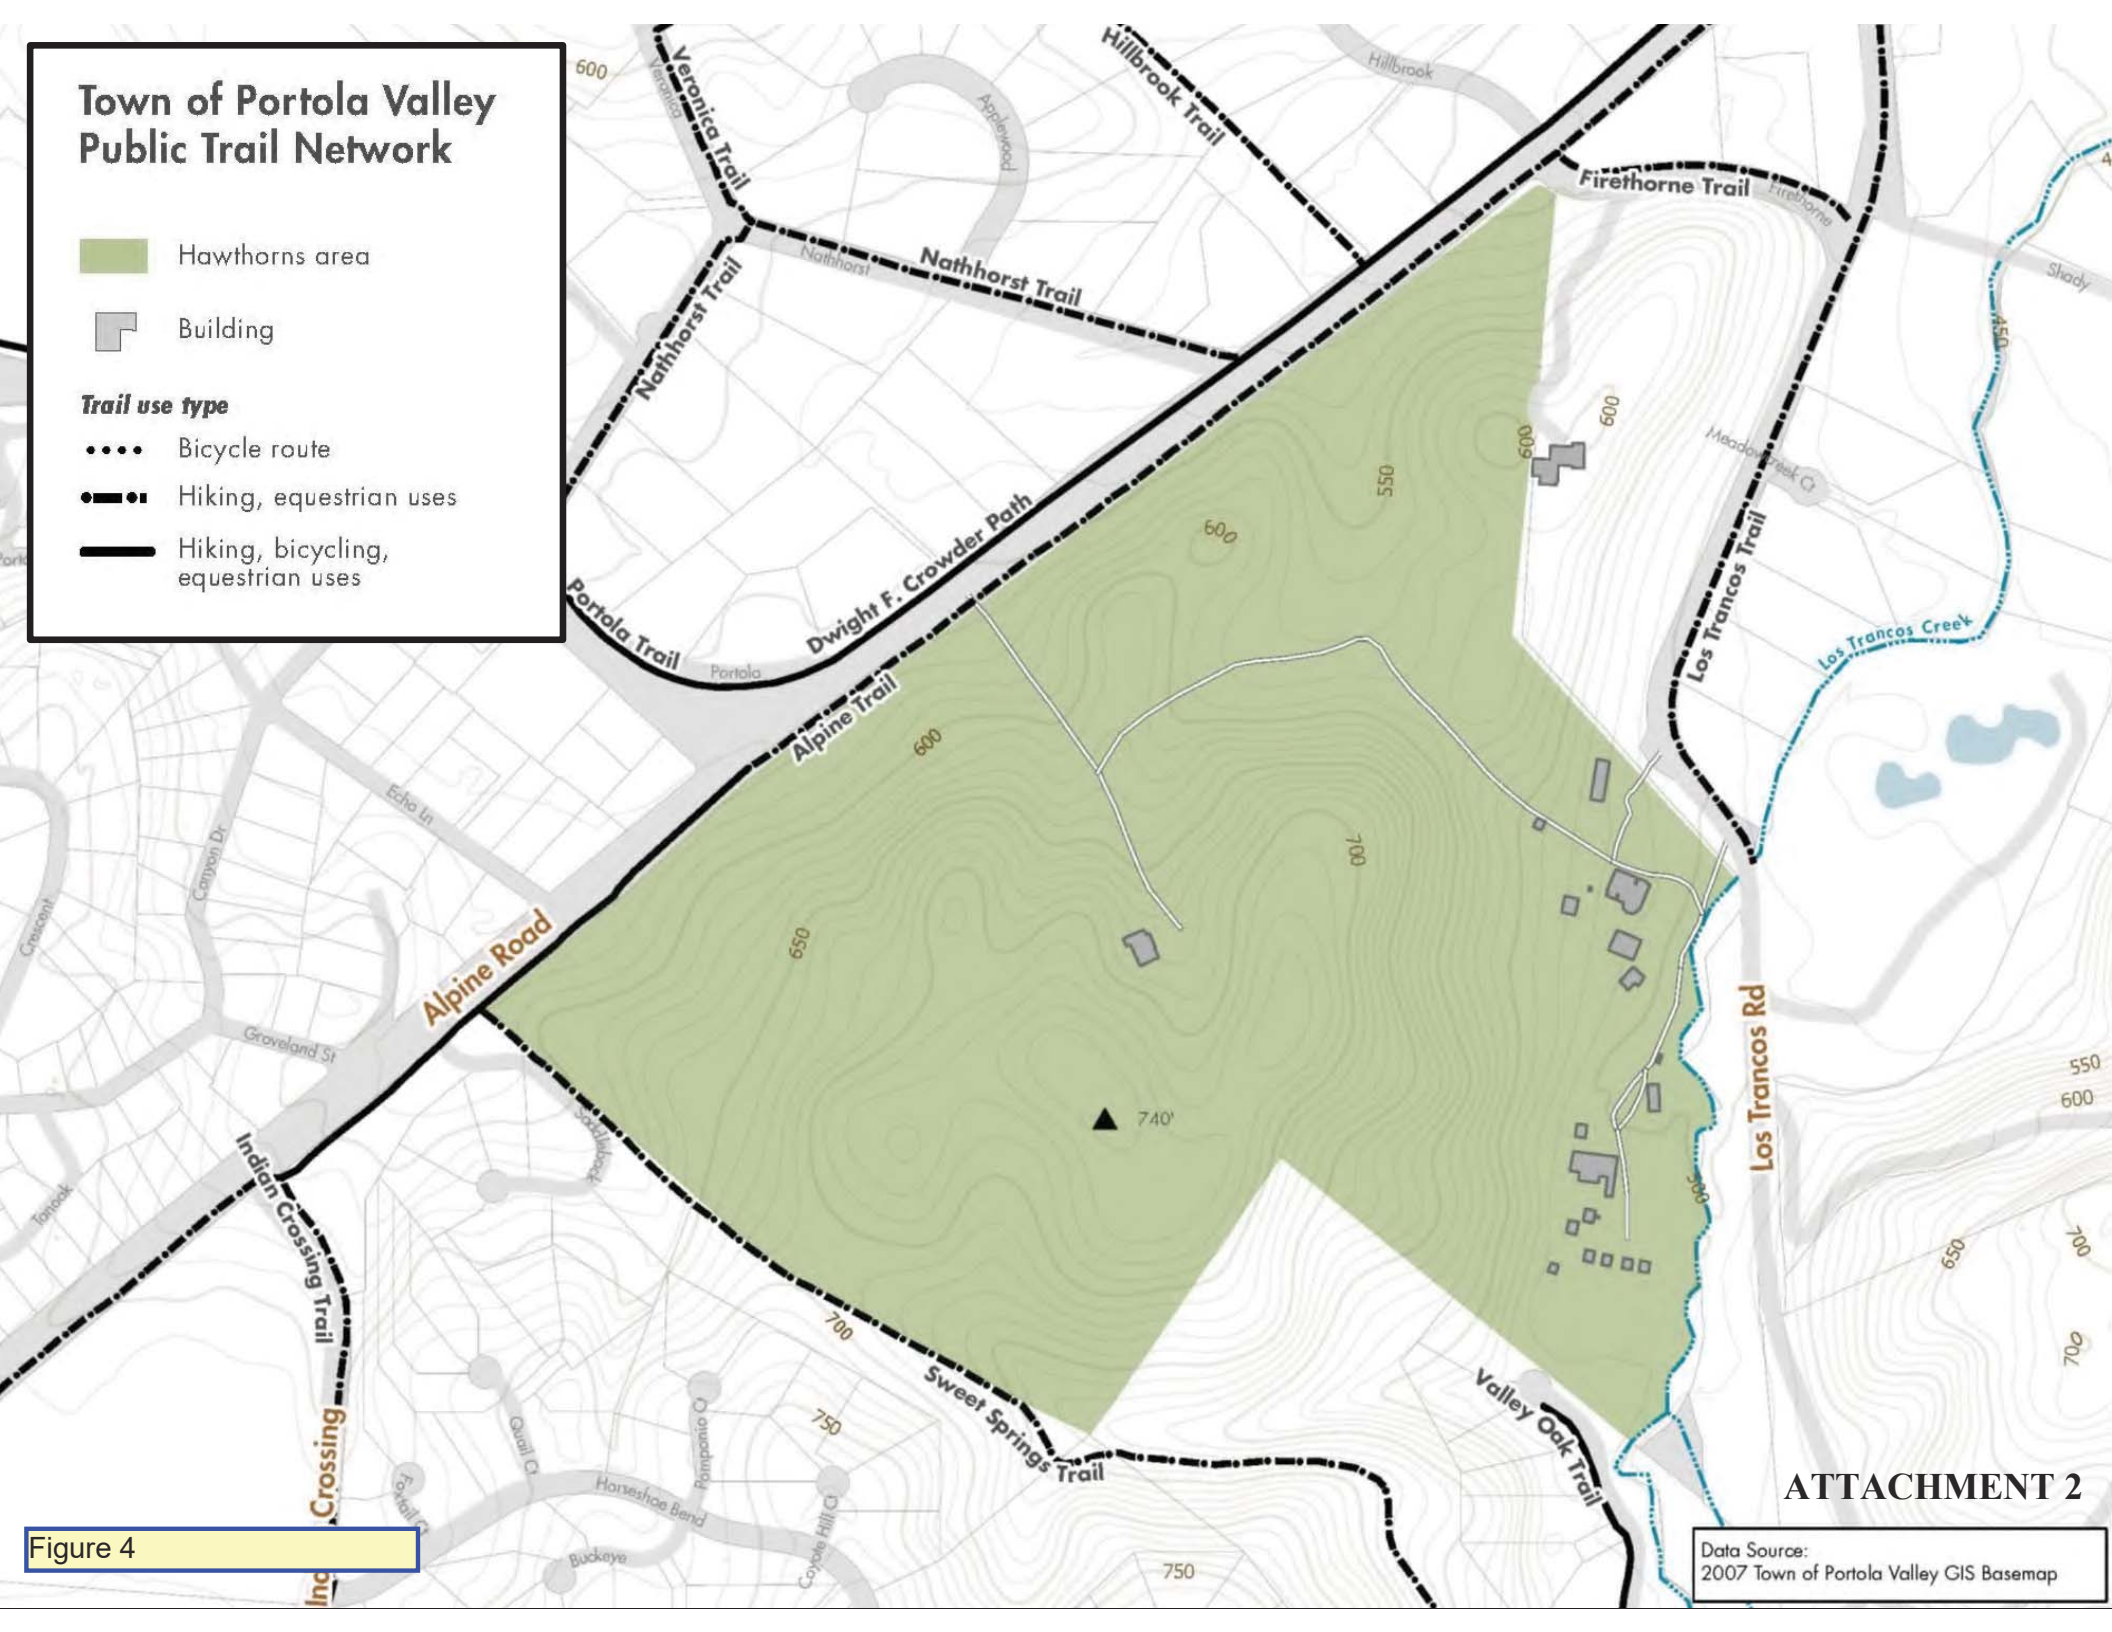 Town of Portola Valley
Public Trail Network
Hawthorns area
Building
Trail use type
Bicycle route
Hiking, equestrian uses
Hiking, bicycling,
equestrian uses
600
Veronica
Veronica Trail
Applewood
Hillbrook Trail
Hillbrook
Firethorne Trail
Firethorne
Nathhorst
Nathhorst Trail
Nathhorst Trail
Shady
450
600
600
550
600
Meadowcreek Ct
Dwight F. Crowder Path
Portola Trail
Portola
Los Trancos Trail
Los Trancos Creek
Alpine Trail
600
Echo Ln
Canyon Dr
Crescent
700
650
Alpine Road
Groveland St
Los Trancos Rd
550
600
Saddleback
740'
Indian Crossing Trail
Tanoak
500
650
700
700
700
Sweet Springs
Trail
Valley Oak Trail
750
Quail Ct
Pomponio Ct
Foxtail Ct
Horseshoe Bend
Coyote Hill Ct
Buckeye
750
Crossing
ATTACHMENT 2
Figure 4
Data Source:
2007 Town of Portola Valley GIS Basemap